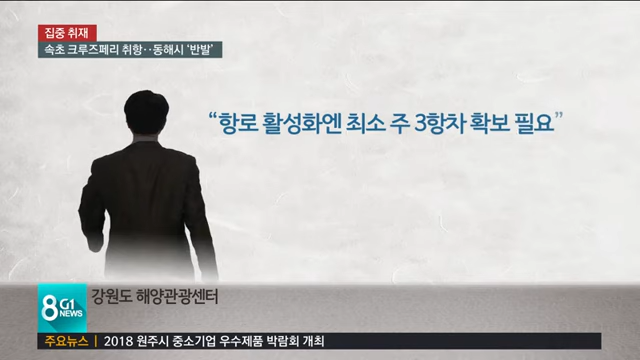 집중 취재
속초 크루즈페리 취항‥동해시 '반발'
“항로 활성화엔 최소 주 3항차 확보 필요”
강원도 해양관광센터
8 G1 NEWS
주요뉴스 2018 원주시 중소기업 우수제품 박람회 개최